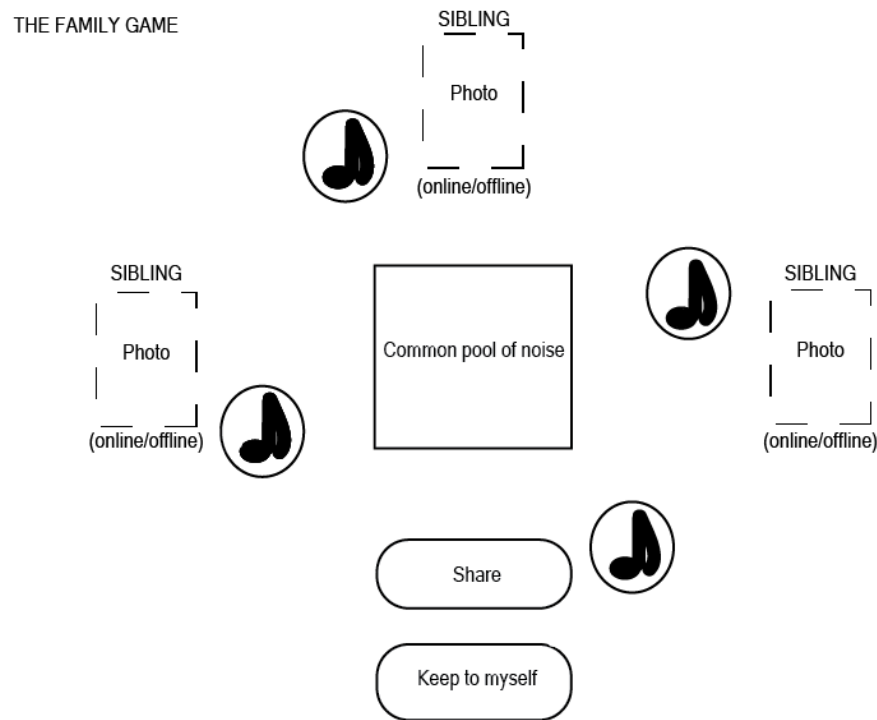 THE FAMILY GAME
SIBLING
Photo
(online/offline)
SIBLING
Photo
(online/offline)
Common pool of noise
SIBLING
Photo
(online/offline)
Share
Keep to myself